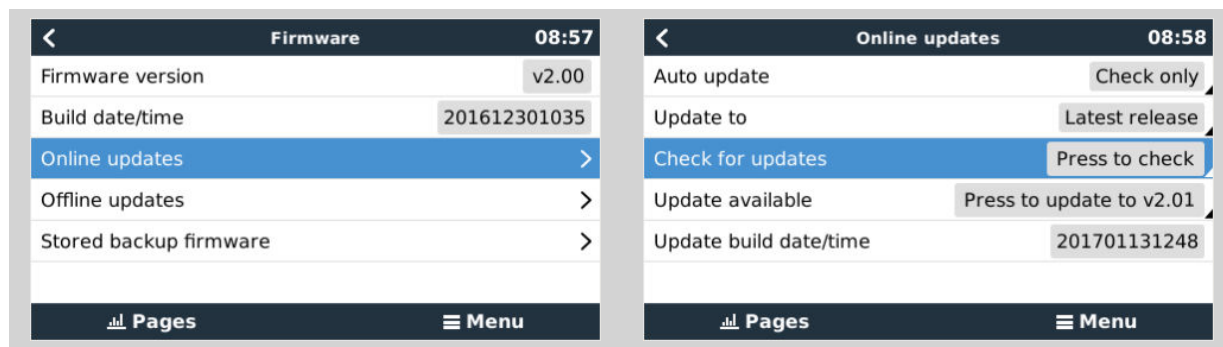 Firmware 08:57
Firmware version v2.00
Build date/time 201612301035
Online updates
Offline updates
Stored backup firmware
Pages Menu
Online updates 08:58
Auto update Check only
Update to Latest release
Check for updates Press to check
Update available Press to update to v2.01
Update build date/time 201701131248
Pages Menu